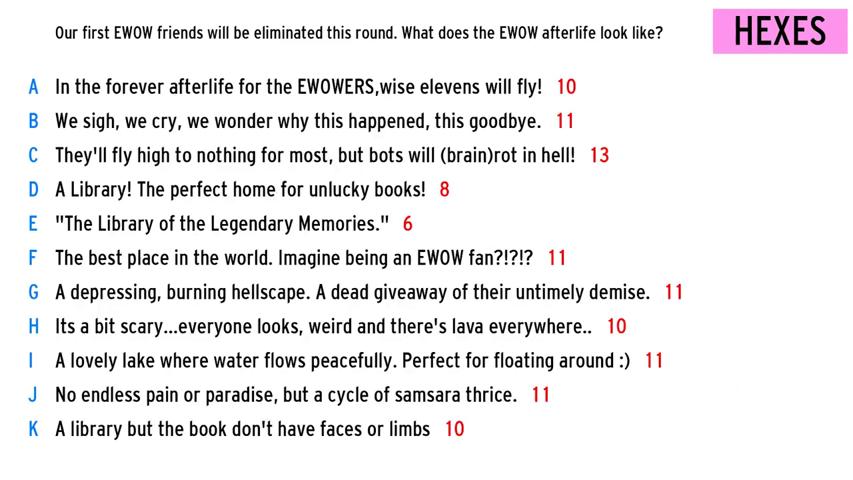 Our first EWOW friends will be eliminated this round. What does the EWOW afterlife look like?
HEXES
A In the forever afterlife for the EWOWERS,wise elevens will fly! 10
B We sigh, we cry, we wonder why this happened, this goodbye. 11
C They'll fly high to nothing for most, but bots will (brain)rot in hell! 13
D A Library! The perfect home for unlucky books! 8
E "The Library of the Legendary Memories." 6
F The best place in the world. Imagine being an EWOW fan?!?!? 11
G A depressing, burning hellscape. A dead giveaway of their untimely demise. 11
H Its a bit scary...everyone looks, weird and there's lava everywhere.. 10
I A lovely lake where water flows peacefully. Perfect for floating around :) 11
J No endless pain or paradise, but a cycle of samsara thrice. 11
K A library but the book don't have faces or limbs 10